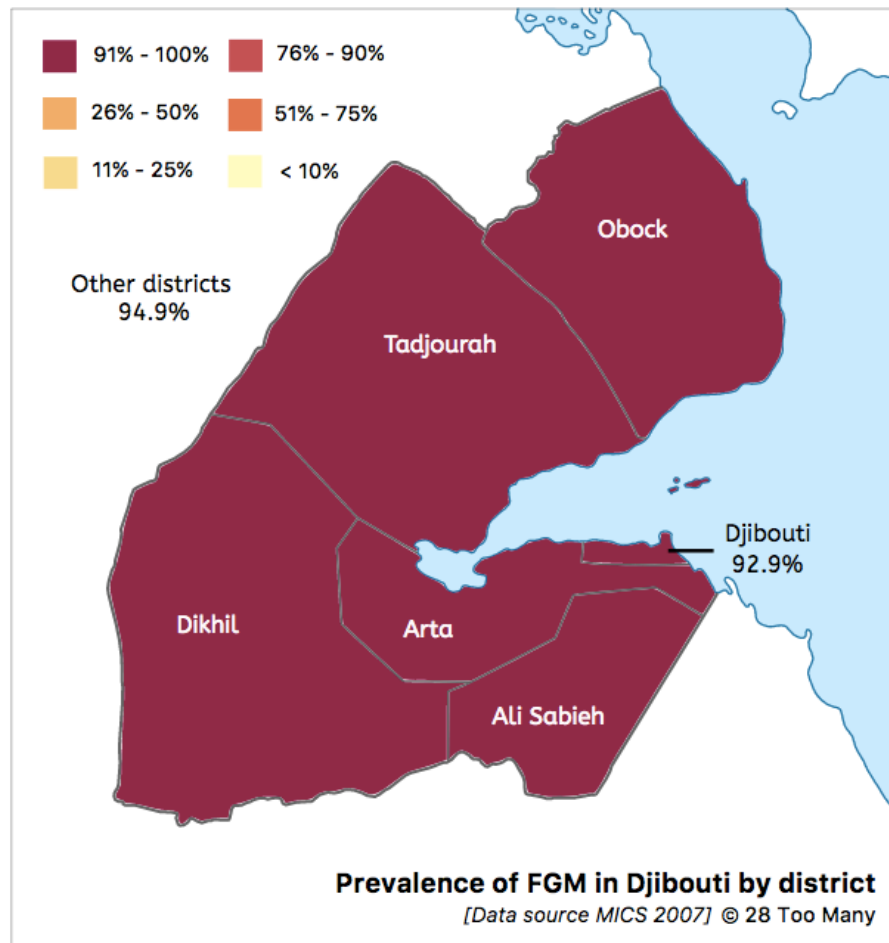 91% - 100%
76% - 90%
26% - 50%
51% - 75%
11% - 25%
< 10%
Obock
Other districts
94.9%
Tadjourah
Djibouti
92.9%
Dikhil
Arta
Ali Sabieh
Prevalence of FGM in Djibouti by district
[Data source MICS 2007] © 28 Too Many